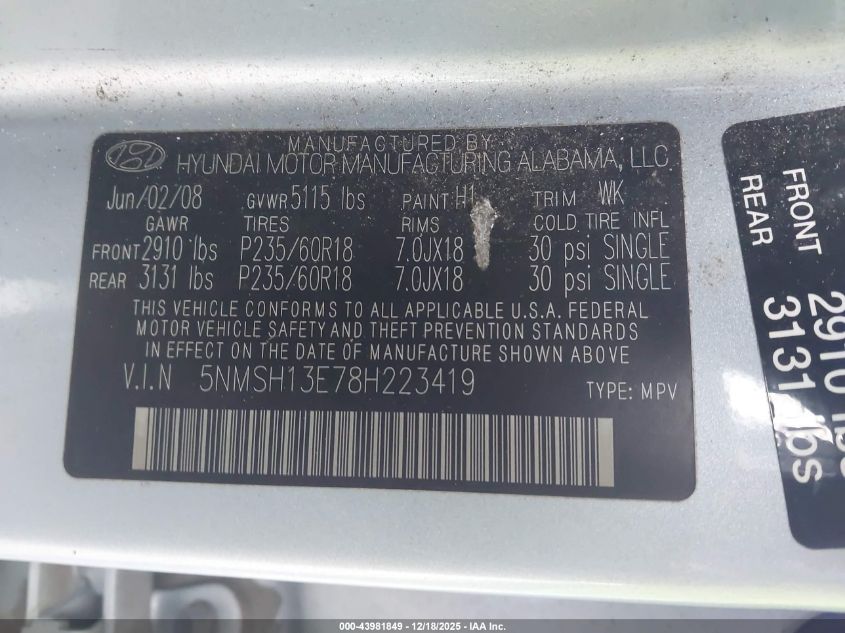 MANUFACTURED BY
HYUNDAI MOTOR MANUFACTURING ALABAMA, LLC
Jun/02/08 GVWR 5115 lbs PAINT H1 TRIM WK
GAWR TIRES RIMS COLD TIRE INFL
FRONT 2910 lbs P235/60R18 7.0JX18 30 psi SINGLE
REAR 3131 lbs P235/60R18 7.0JX18 30 psi SINGLE
THIS VEHICLE CONFORMS TO ALL APPLICABLE U.S.A. FEDERAL
MOTOR VEHICLE SAFETY AND THEFT PREVENTION STANDARDS
IN EFFECT ON THE DATE OF MANUFACTURE SHOWN ABOVE
V.I.N 5NMSH13E78H223419 TYPE: MPV
FRONT 2910 lbs
REAR 3131 lbs
000-43981849 - 12/18/2025 - IAA Inc.